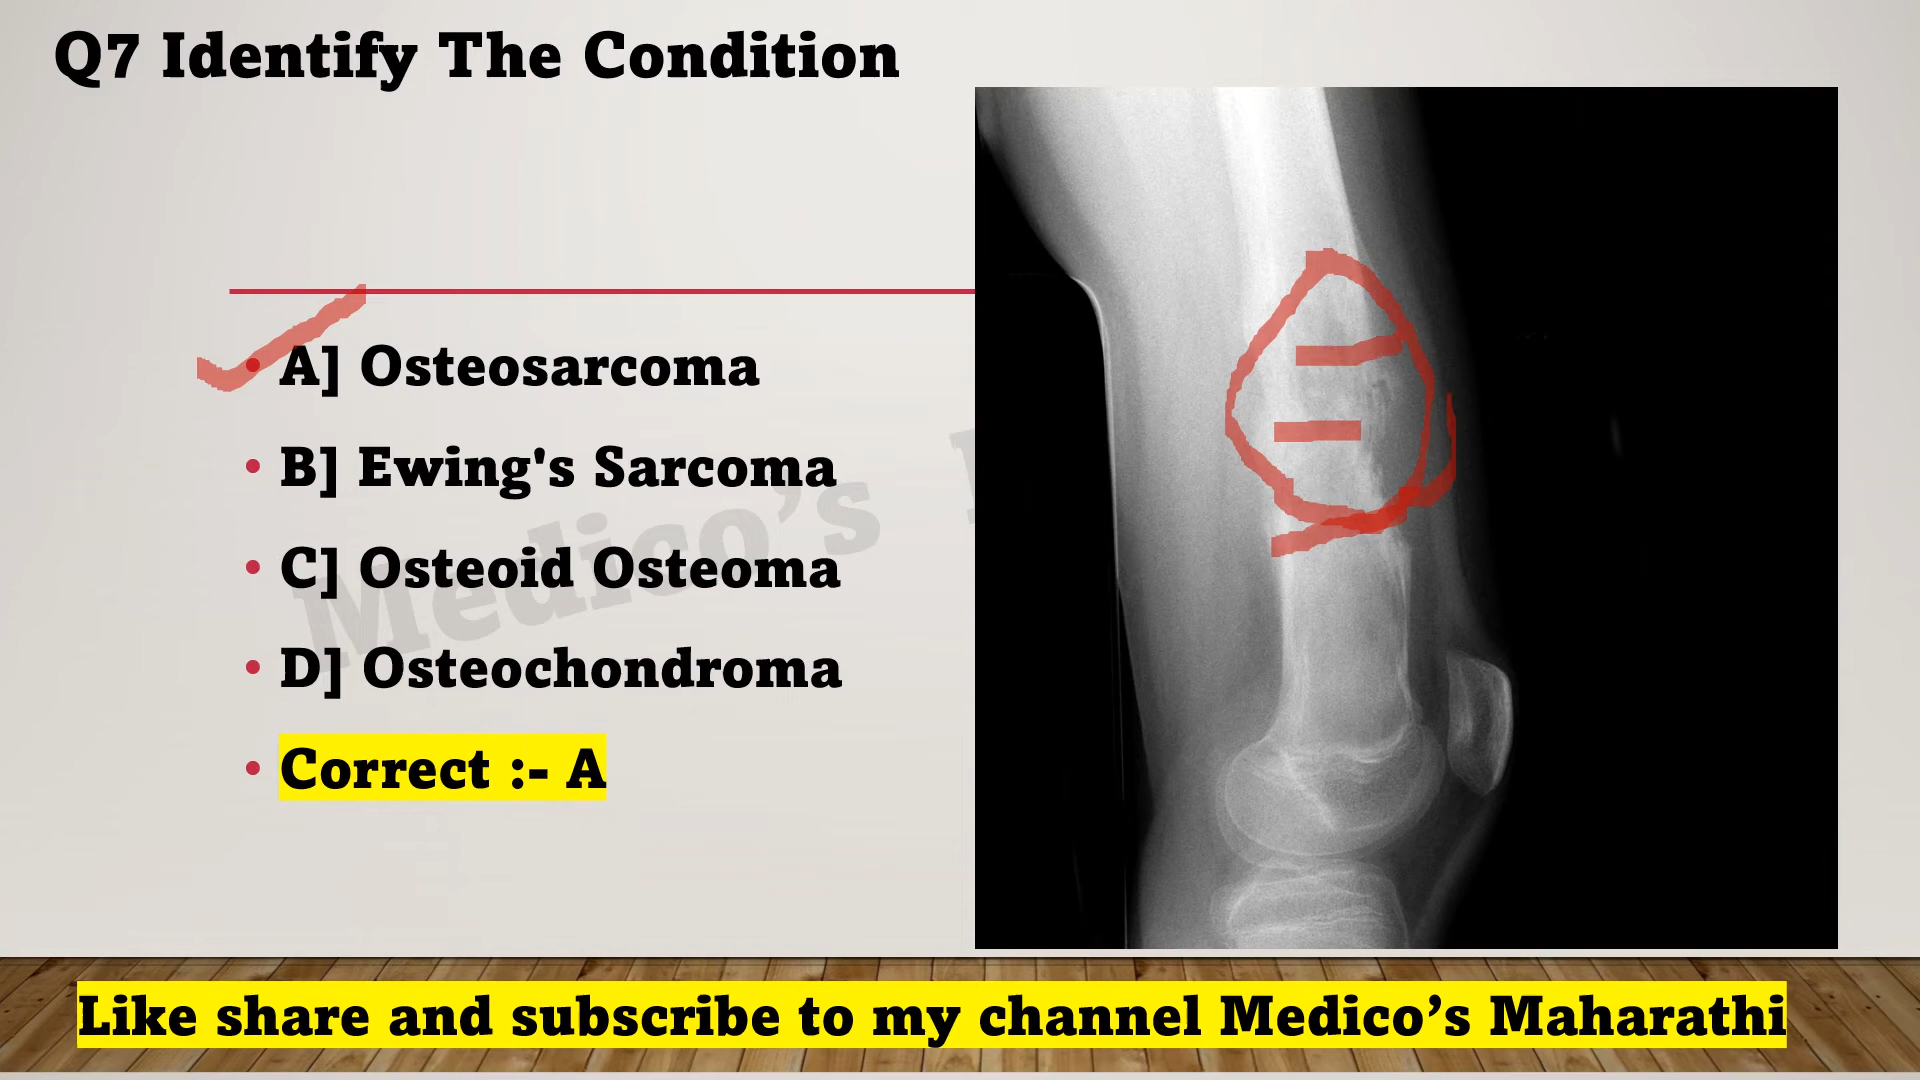 Q7 Identify The Condition
A] Osteosarcoma
B] Ewing's Sarcoma
C] Osteoid Osteoma
D] Osteochondroma
Correct :- A
Medico’s
Like share and subscribe to my channel Medico’s Maharathi